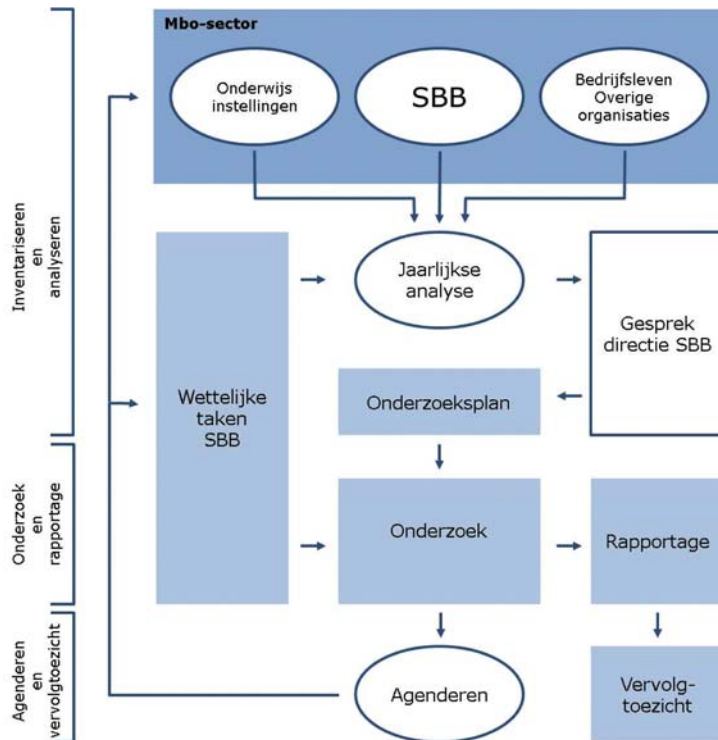 Mbo-sector
Onderwijs
instellingen
SBB
Bedrijfsleven
Overige
organisaties
Inventariseren
en
analyseren
Jaarlijkse
analyse
Gesprek
directie SBB
Wettelijke
taken
SBB
Onderzoeksplan
Onderzoek
en
rapportage
Onderzoek
Rapportage
Agenderen
en
vervolgtoezicht
Agenderen
Vervolg-
toezicht